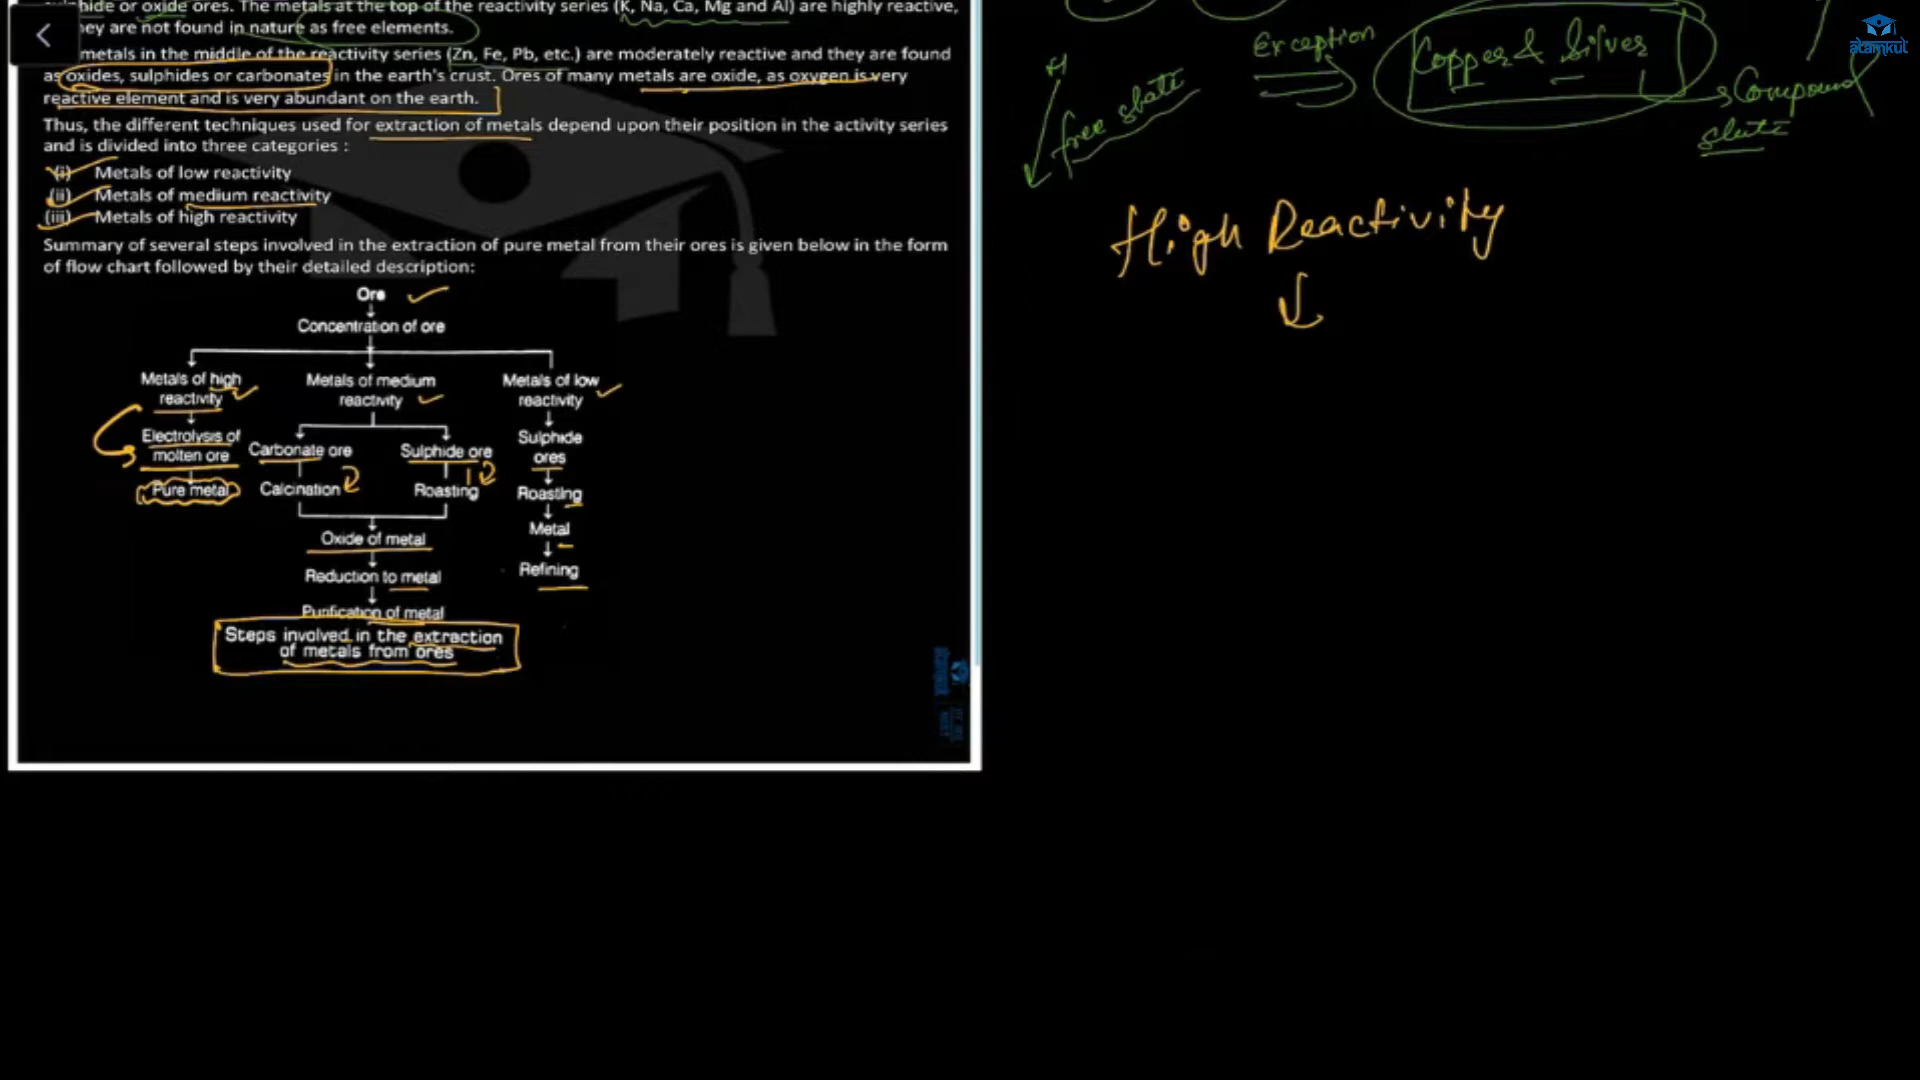 hide or oxide ores. The metals at the top of the reactivity series (K, Na, Ca, Mg and Al) are highly reactive,
hey are not found in nature as free elements.
metals in the middle of the reactivity series (Zn, Fe, Pb, etc.) are moderately reactive and they are found
as oxides, sulphides or carbonates in the earth's crust. Ores of many metals are oxide, as oxygen is very
reactive element and is very abundant on the earth.
Thus, the different techniques used for extraction of metals depend upon their position in the activity series
and is divided into three categories :
(i) Metals of low reactivity
(ii) Metals of medium reactivity
(iii) Metals of high reactivity
Summary of several steps involved in the extraction of pure metal from their ores is given below in the form
of flow chart followed by their detailed description:
Ore
Concentration of ore
Metals of high
reactivity
Electrolysis of
molten ore
Pure metal
Metals of medium
reactivity
Carbonate ore
Calcination
Sulphide ore
Roasting
Oxide of metal
Reduction to metal
Purification of metal
Metals of low
reactivity
Sulphide
ores
Roasting
Metal
Refining
Steps involved in the extraction
of metals from ores
free state
Exception
Copper & Silver
Compound
state
High Reactivity
atamkul